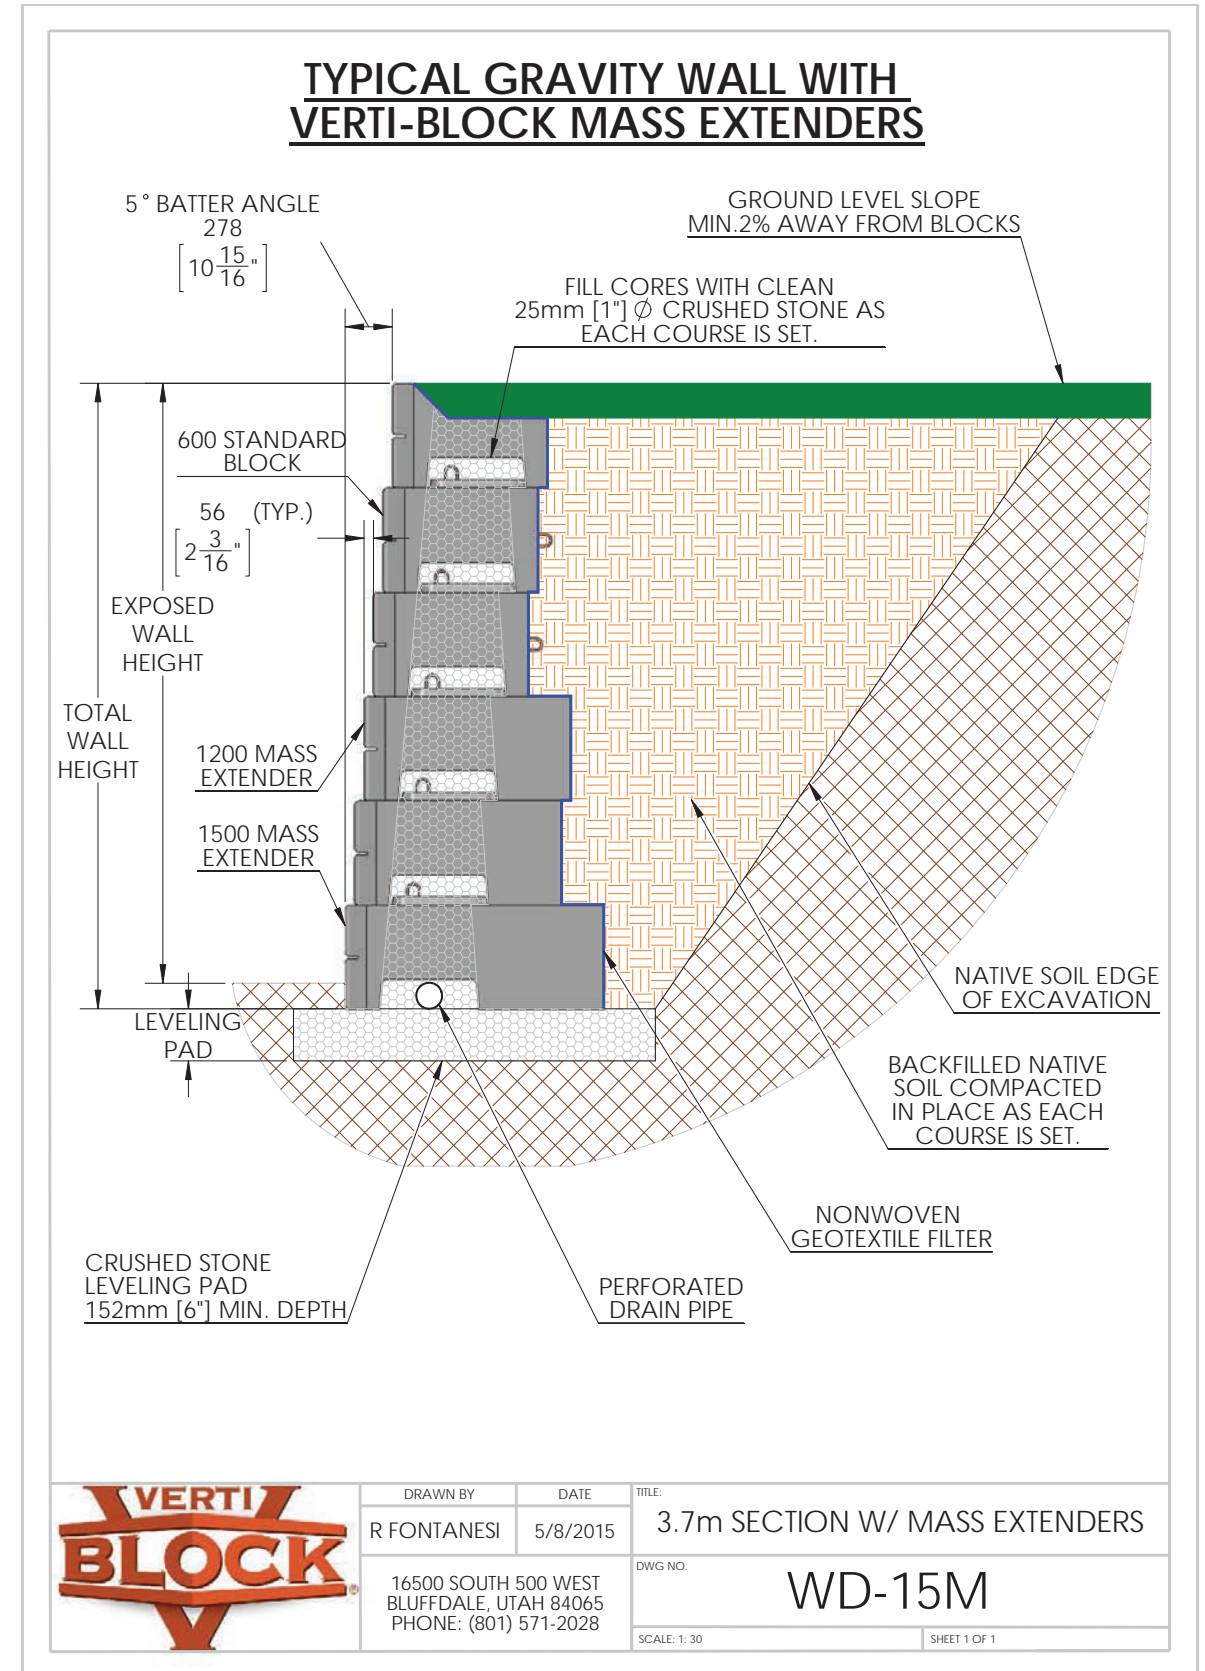 TYPICAL GRAVITY WALL WITH
VERTI-BLOCK MASS EXTENDERS
5° BATTER ANGLE
278
[10 15/16"]
GROUND LEVEL SLOPE
MIN.2% AWAY FROM BLOCKS
FILL CORES WITH CLEAN
25mm [1"] ∅ CRUSHED STONE AS
EACH COURSE IS SET.
600 STANDARD
BLOCK
56 (TYP.)
[2 3/16"]
EXPOSED
WALL
HEIGHT
TOTAL
WALL
HEIGHT
1200 MASS
EXTENDER
1500 MASS
EXTENDER
LEVELING
PAD
NATIVE SOIL EDGE
OF EXCAVATION
BACKFILLED NATIVE
SOIL COMPACTED
IN PLACE AS EACH
COURSE IS SET.
NONWOVEN
GEOTEXTILE FILTER
CRUSHED STONE
LEVELING PAD
152mm [6"] MIN. DEPTH
PERFORATED
DRAIN PIPE
VERTI
BLOCK
®
DRAWN BY
DATE
R FONTANESI
5/8/2015
16500 SOUTH 500 WEST
BLUFFDALE, UTAH 84065
PHONE: (801) 571-2028
TITLE:
3.7m SECTION W/ MASS EXTENDERS
DWG NO.
WD-15M
SCALE: 1: 30
SHEET 1 OF 1